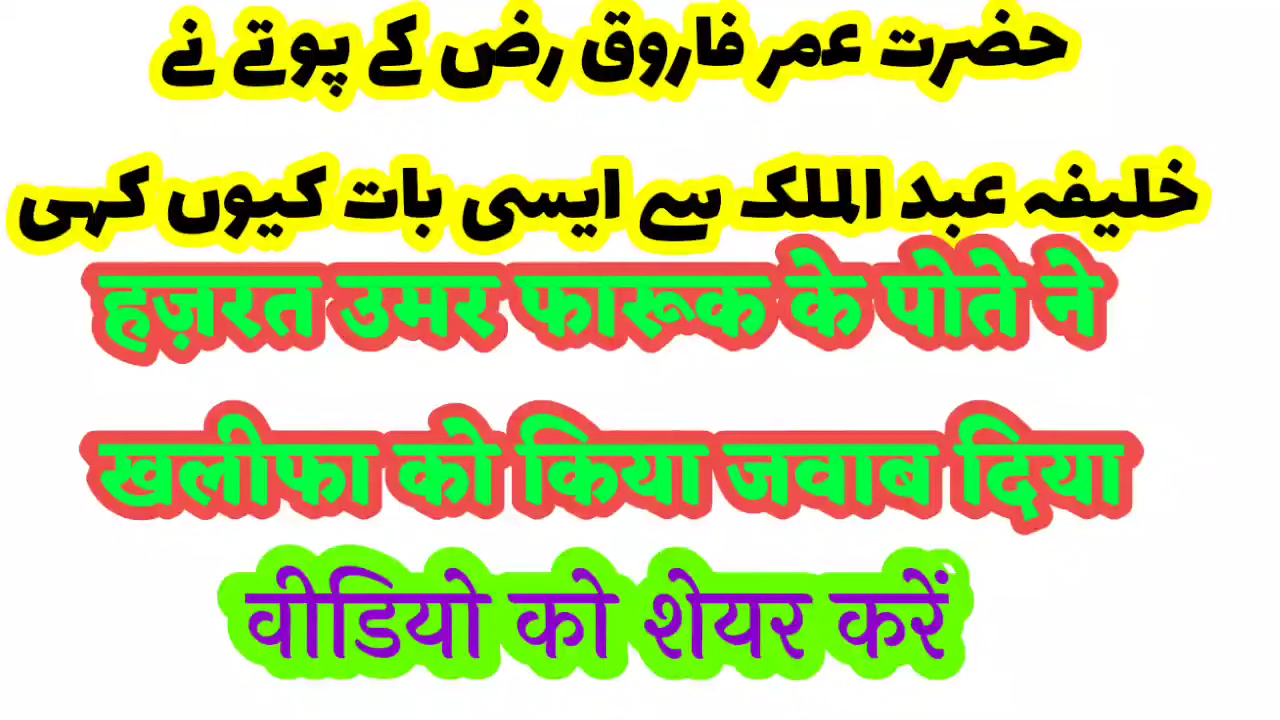 حضرت عمر فاروق رض کے پوتے نے
خلیفہ عبد الملک سے ایسی بات کیوں کہی
हज़रत उमर फारूक के पोते ने
खलीफा को किया जवाब दिया
वीडियो को शेयर करें